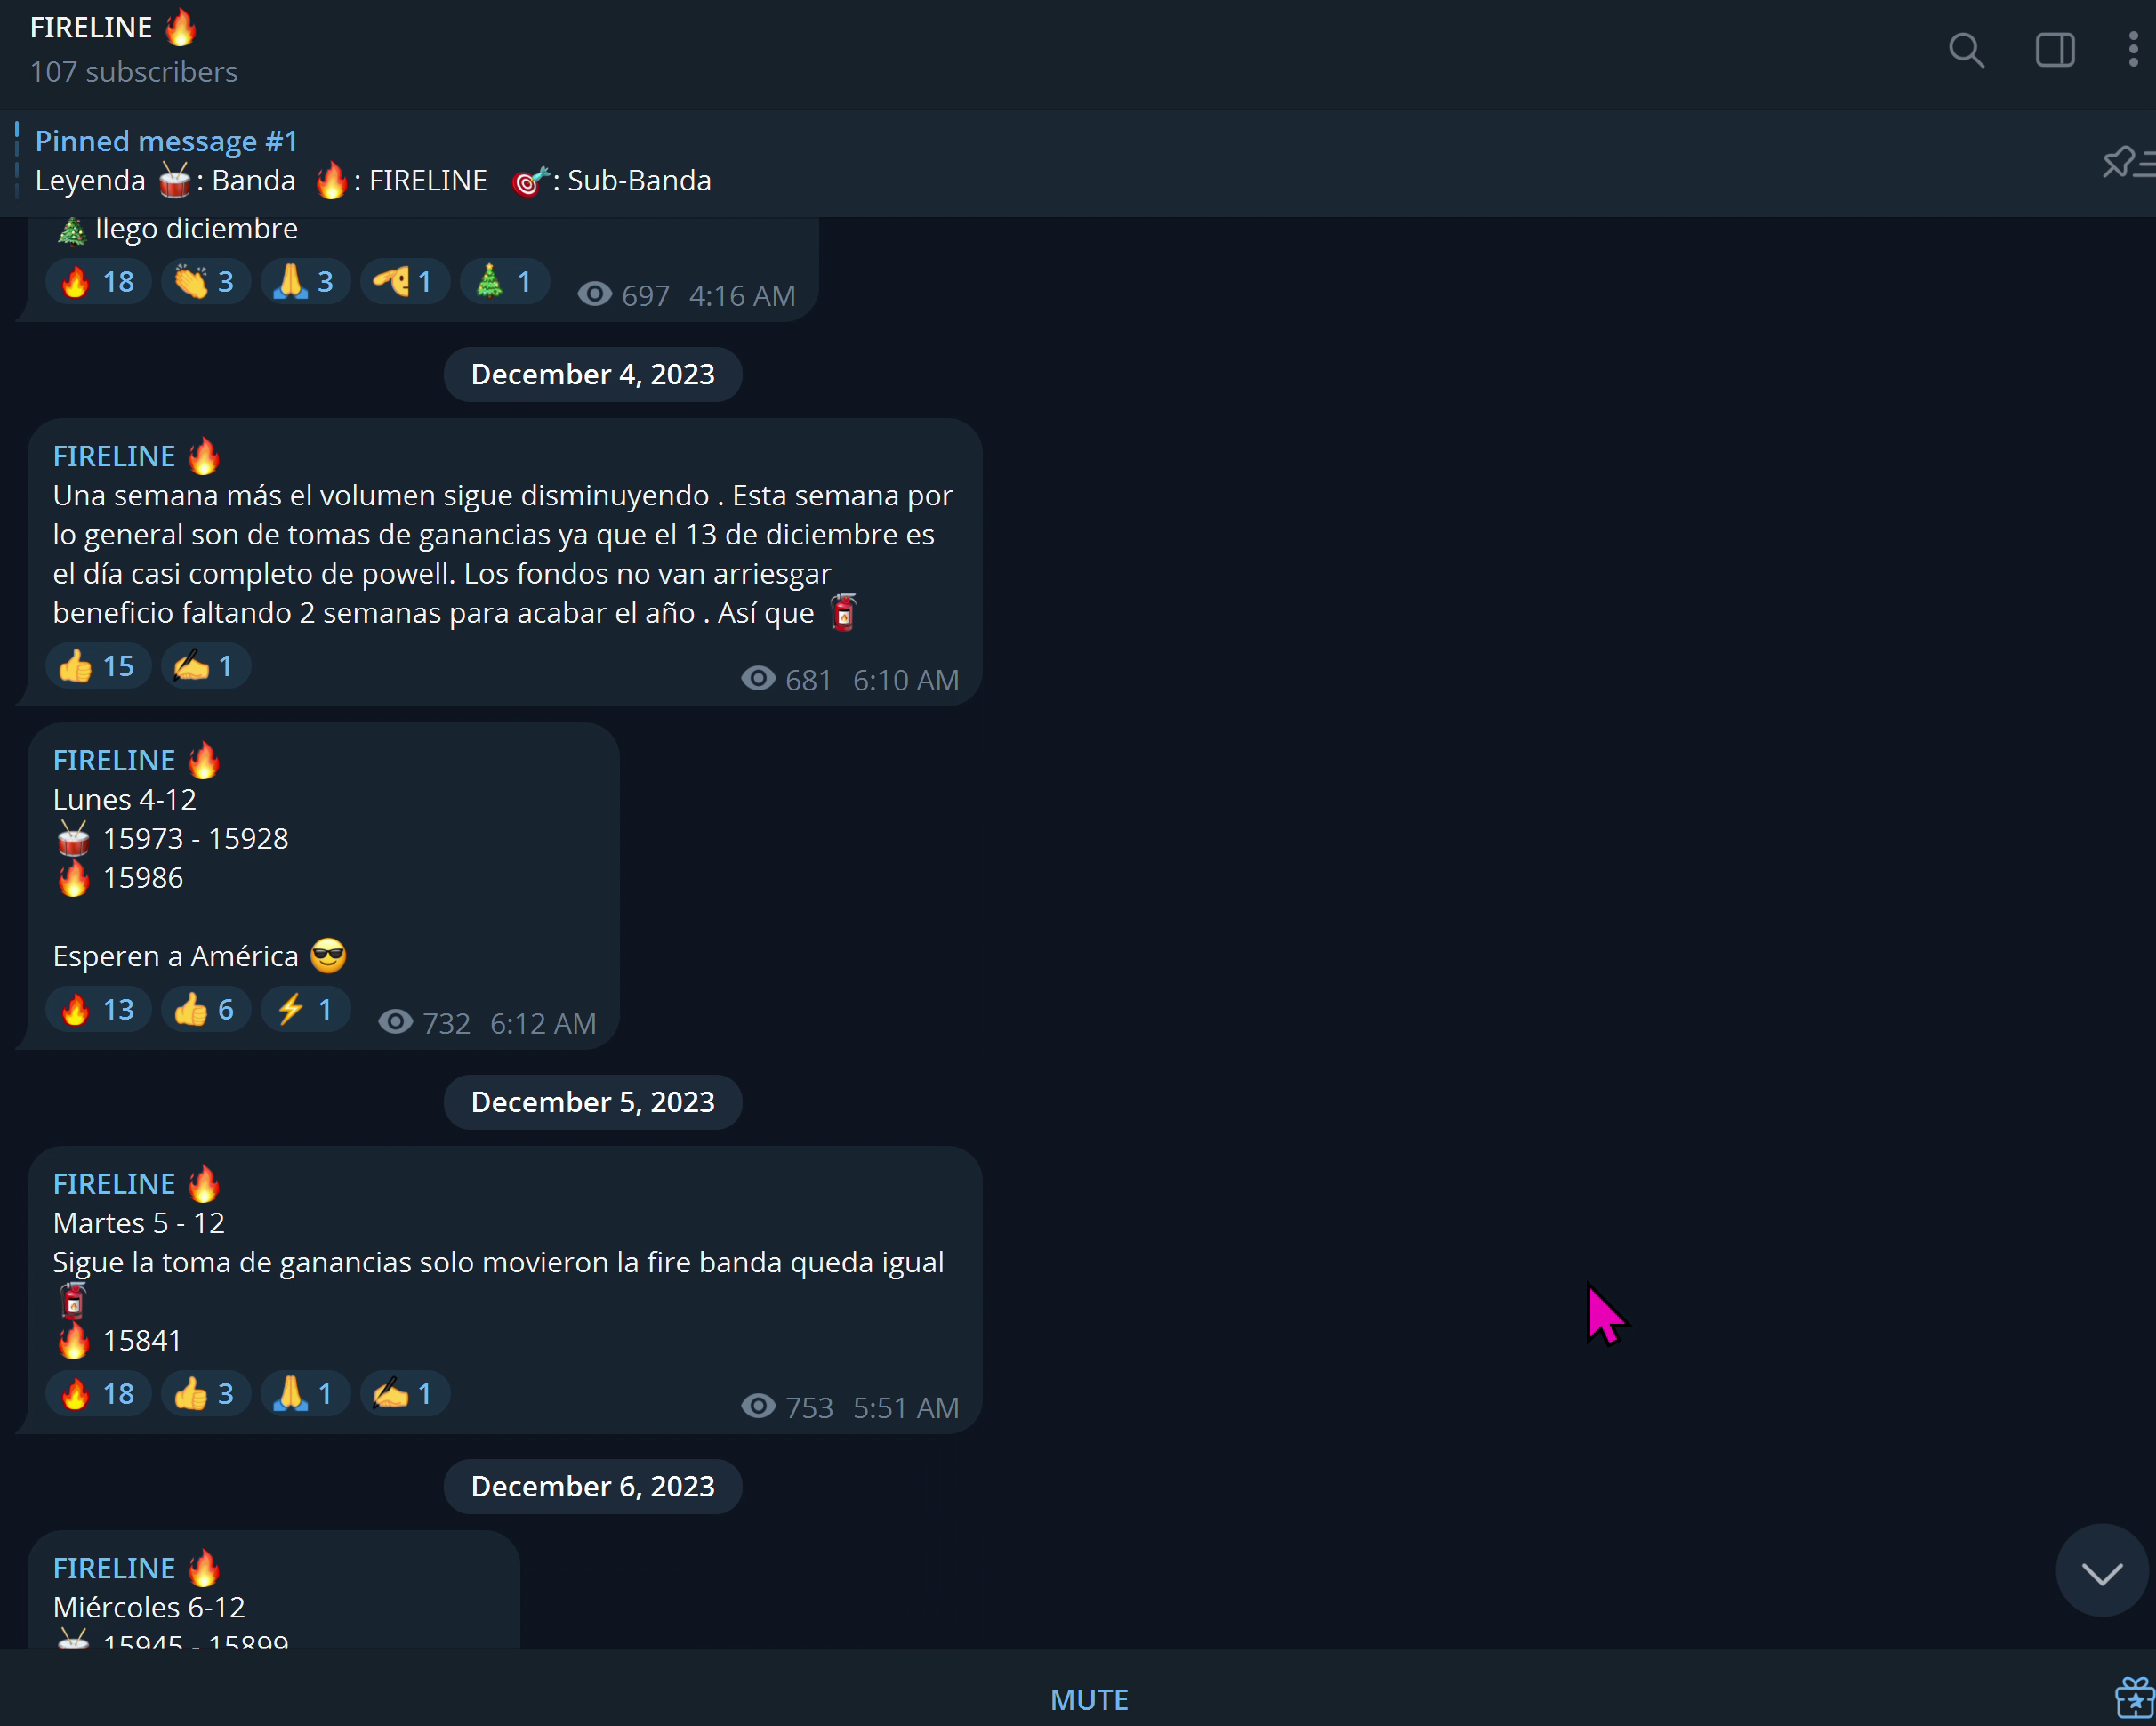 FIRELINE 🔥
107 subscribers
Pinned message #1
Leyenda 🥁: Banda 🔥: FIRELINE 🎯: Sub-Banda
🎄 llego diciembre
🔥 18 👏 3 🙏 3 🫡 1 🎄 1 697 4:16 AM
December 4, 2023
FIRELINE 🔥
Una semana más el volumen sigue disminuyendo . Esta semana por
lo general son de tomas de ganancias ya que el 13 de diciembre es
el día casi completo de powell. Los fondos no van arriesgar
beneficio faltando 2 semanas para acabar el año . Así que 🧯
👍 15 ✍ 1 681 6:10 AM
FIRELINE 🔥
Lunes 4-12
🥁 15973 - 15928
🔥 15986
Esperen a América 😎
🔥 13 👍 6 ⚡ 1 732 6:12 AM
December 5, 2023
FIRELINE 🔥
Martes 5 - 12
Sigue la toma de ganancias solo movieron la fire banda queda igual
🧯
🔥 15841
🔥 18 👍 3 🙏 1 ✍ 1 753 5:51 AM
December 6, 2023
FIRELINE 🔥
Miércoles 6-12
🥁 15945 - 15899
MUTE